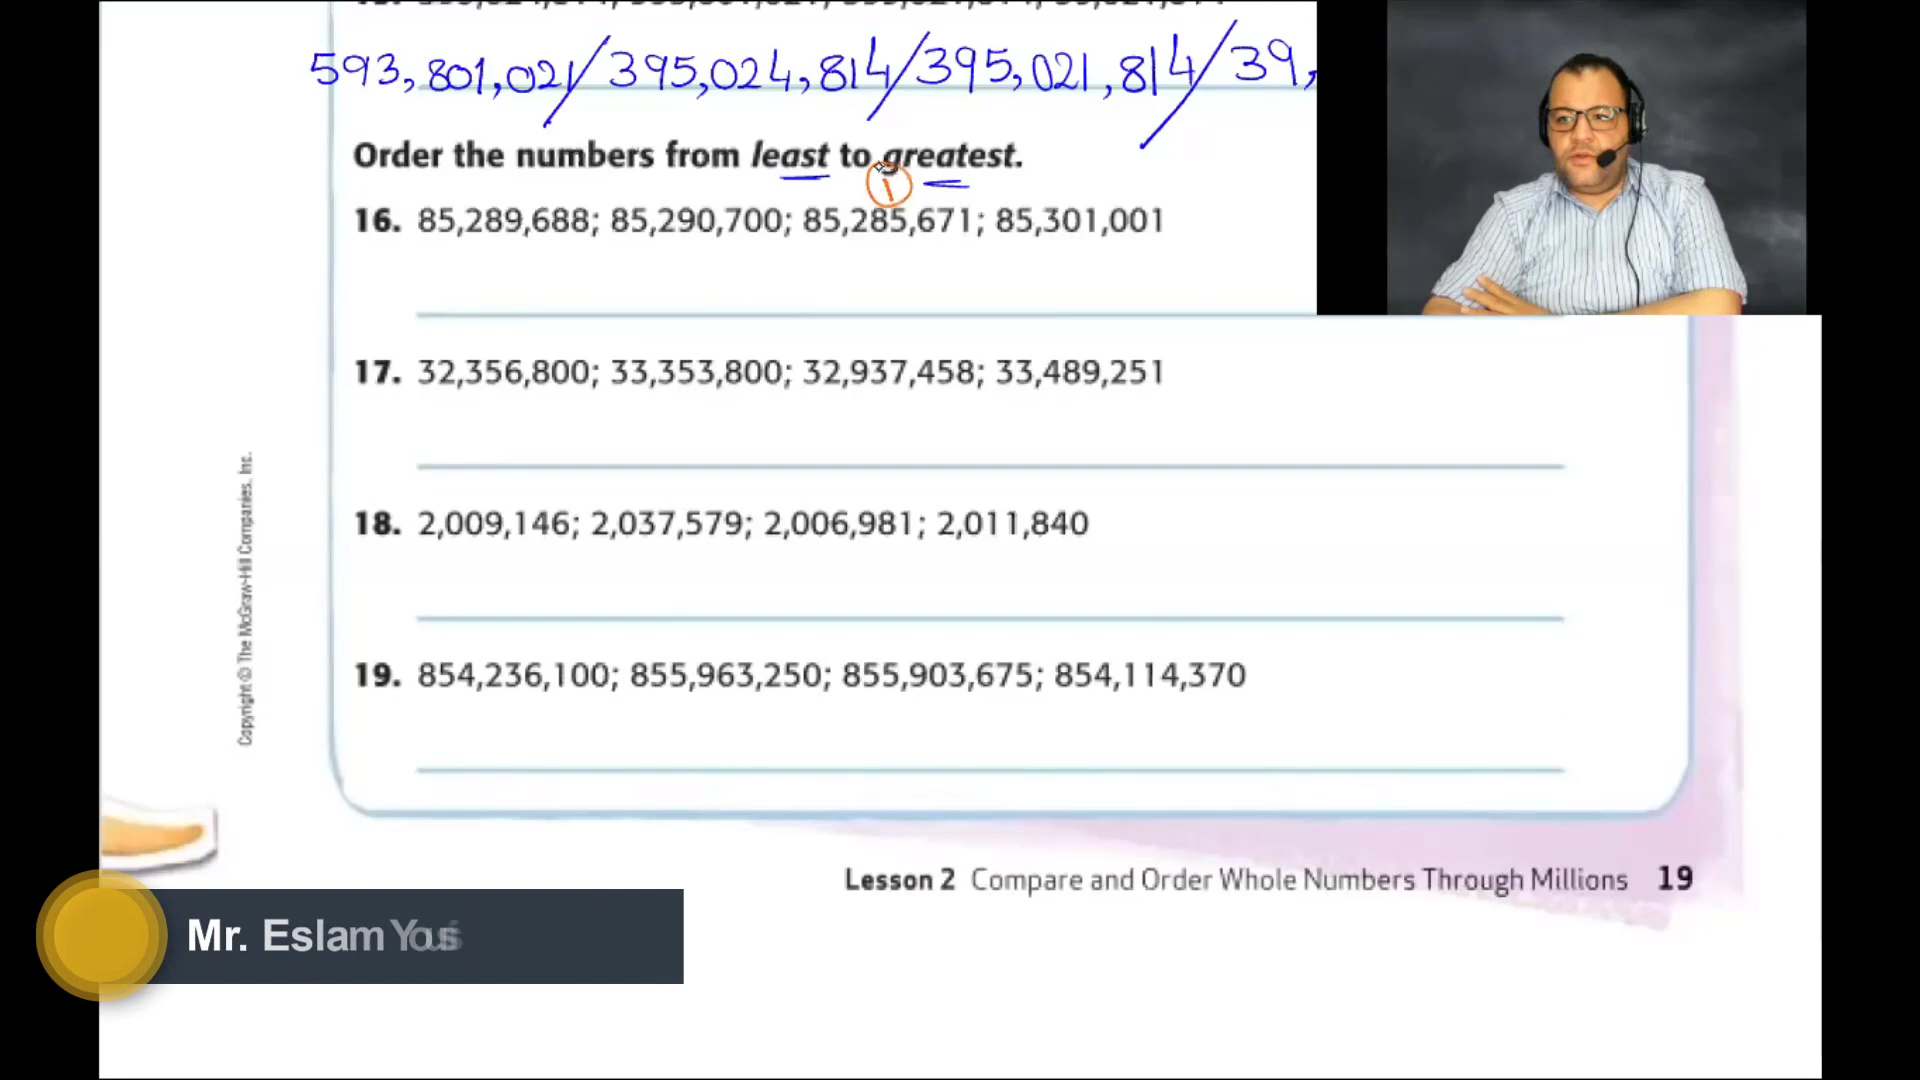 593,801,021/395,024,814/395,021,814/39,
Order the numbers from least to greatest.
1
16. 85,289,688; 85,290,700; 85,285,671; 85,301,001
17. 32,356,800; 33,353,800; 32,937,458; 33,489,251
18. 2,009,146; 2,037,579; 2,006,981; 2,011,840
19. 854,236,100; 855,963,250; 855,903,675; 854,114,370
Copyright © The McGraw-Hill Companies, Inc.
Lesson 2 Compare and Order Whole Numbers Through Millions 19
Mr. Eslam